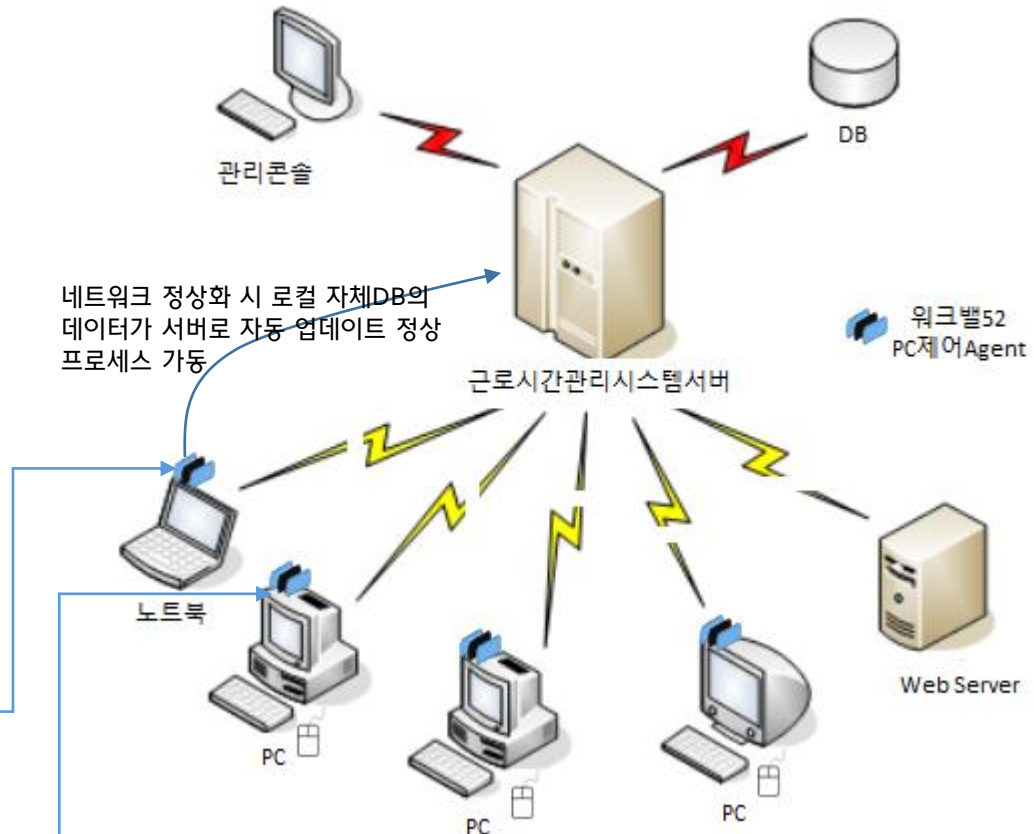 관리콘솔
DB
네트워크 정상화 시 로컬 자체DB의
데이터가 서버로 자동 업데이트 정상
프로세스 가동
워크밸52
PC제어Agent
근로시간관리시스템서버
노트북
Web Server
PC
PC
PC